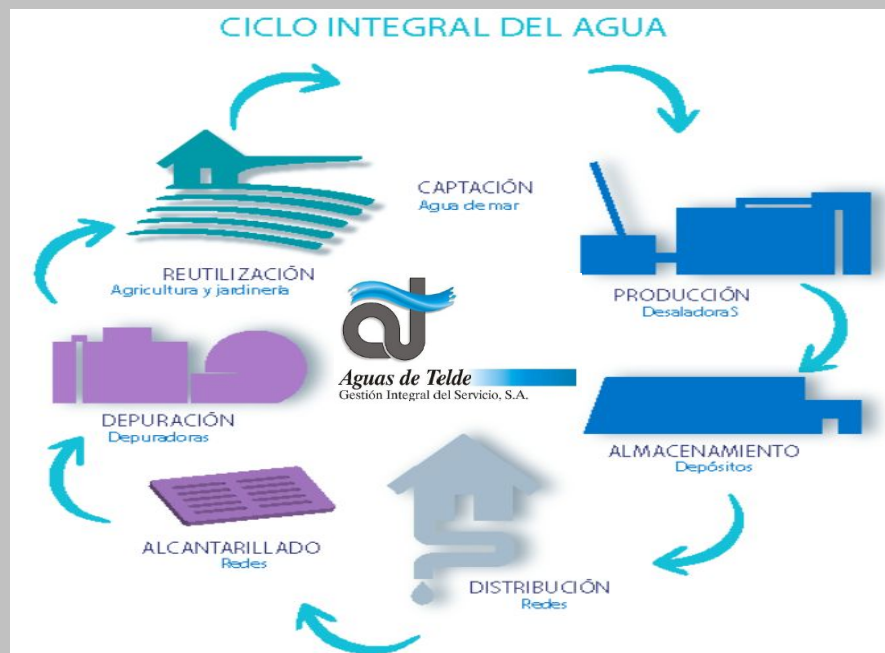 CICLO INTEGRAL DEL AGUA
CAPTACIÓN
Agua de mar
PRODUCCIÓN
DesaladoraS
ALMACENAMIENTO
Depósitos
DISTRIBUCIÓN
Redes
ALCANTARILLADO
Redes
DEPURACIÓN
Depuradoras
REUTILIZACIÓN
Agricultura y jardinería
Aguas de Telde
Gestión Integral del Servicio, S.A.